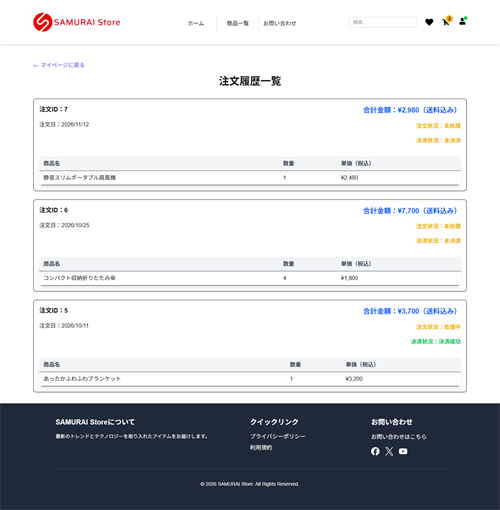 SAMURAI Store
ホーム
商品一覧
お問い合わせ
検索...
2
← マイページに戻る
注文履歴一覧
注文ID：7
合計金額：¥2,980（送料込み）
注文日：2026/11/12
注文状況：未処理
決済状況：未決済
商品名 数量 単価（税込）
静音スリムポータブル扇風機 1 ¥2,480
注文ID：6
合計金額：¥7,700（送料込み）
注文日：2026/10/25
注文状況：未処理
決済状況：未決済
商品名 数量 単価（税込）
コンパクト収納折りたたみ傘 4 ¥1,800
注文ID：5
合計金額：¥3,700（送料込み）
注文日：2026/10/11
注文状況：処理中
決済状況：決済成功
商品名 数量 単価（税込）
あったかふわふわブランケット 1 ¥3,200
SAMURAI Storeについて
最新のトレンドとテクノロジーを取り入れたアイテムをお届けします。
クイックリンク
プライバシーポリシー
利用規約
お問い合わせ
お問い合わせはこちら
© 2026 SAMURAI Store. All Rights Reserved.